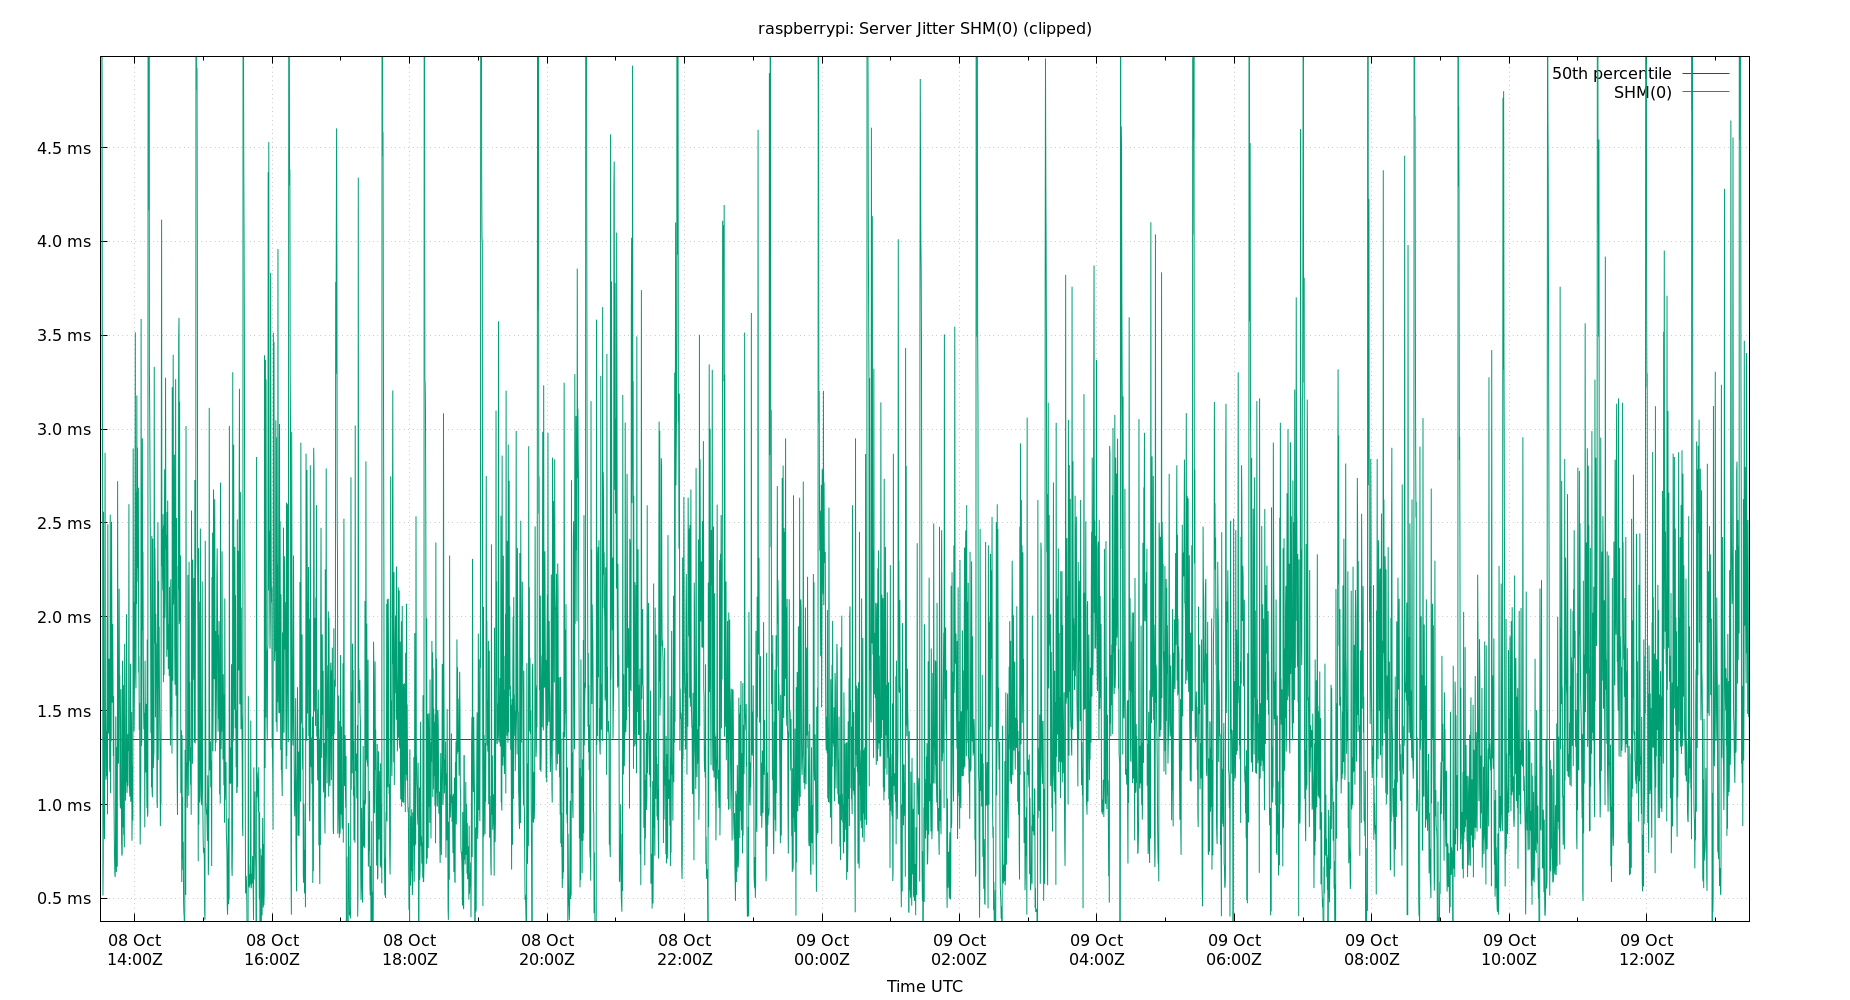 raspberrypi: Server Jitter SHM(0) (clipped)
50th percentile
SHM(0)
4.5 ms
4.0 ms
3.5 ms
3.0 ms
2.5 ms
2.0 ms
1.5 ms
1.0 ms
0.5 ms
08 Oct 08 Oct 08 Oct 08 Oct 08 Oct 09 Oct 09 Oct 09 Oct 09 Oct 09 Oct 09 Oct 09 Oct
14:00Z 16:00Z 18:00Z 20:00Z 22:00Z 00:00Z 02:00Z 04:00Z 06:00Z 08:00Z 10:00Z 12:00Z
Time UTC